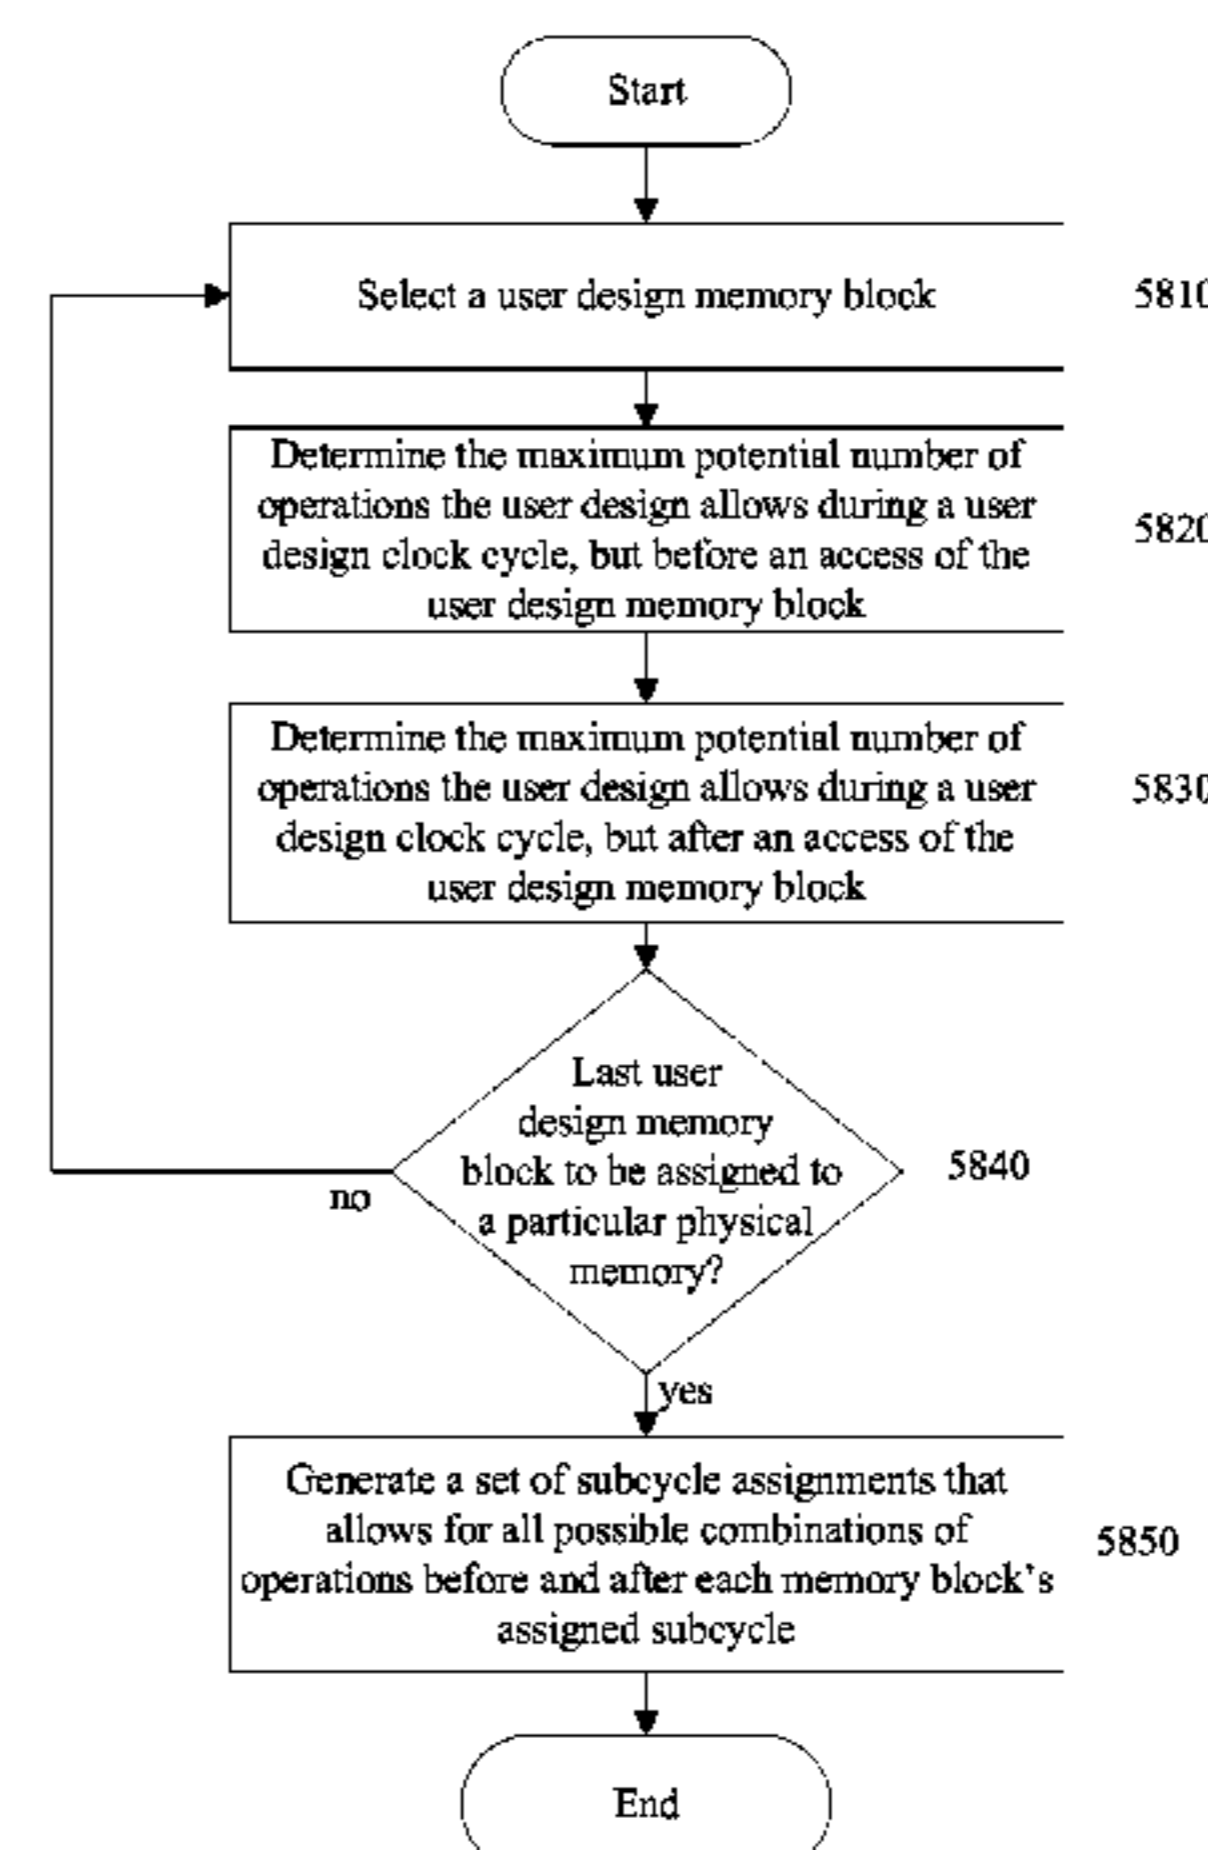 Start
Select a user design memory block
5810
Determine the maximum potential number of
operations the user design allows during a user
design clock cycle, but before an access of the
user design memory block
5820
Determine the maximum potential number of
operations the user design allows during a user
design clock cycle, but after an access of the
user design memory block
5830
Last user
design memory
block to be assigned to
a particular physical
memory?
5840
no
yes
Generate a set of subcycle assignments that
allows for all possible combinations of
operations before and after each memory block's
assigned subcycle
5850
End